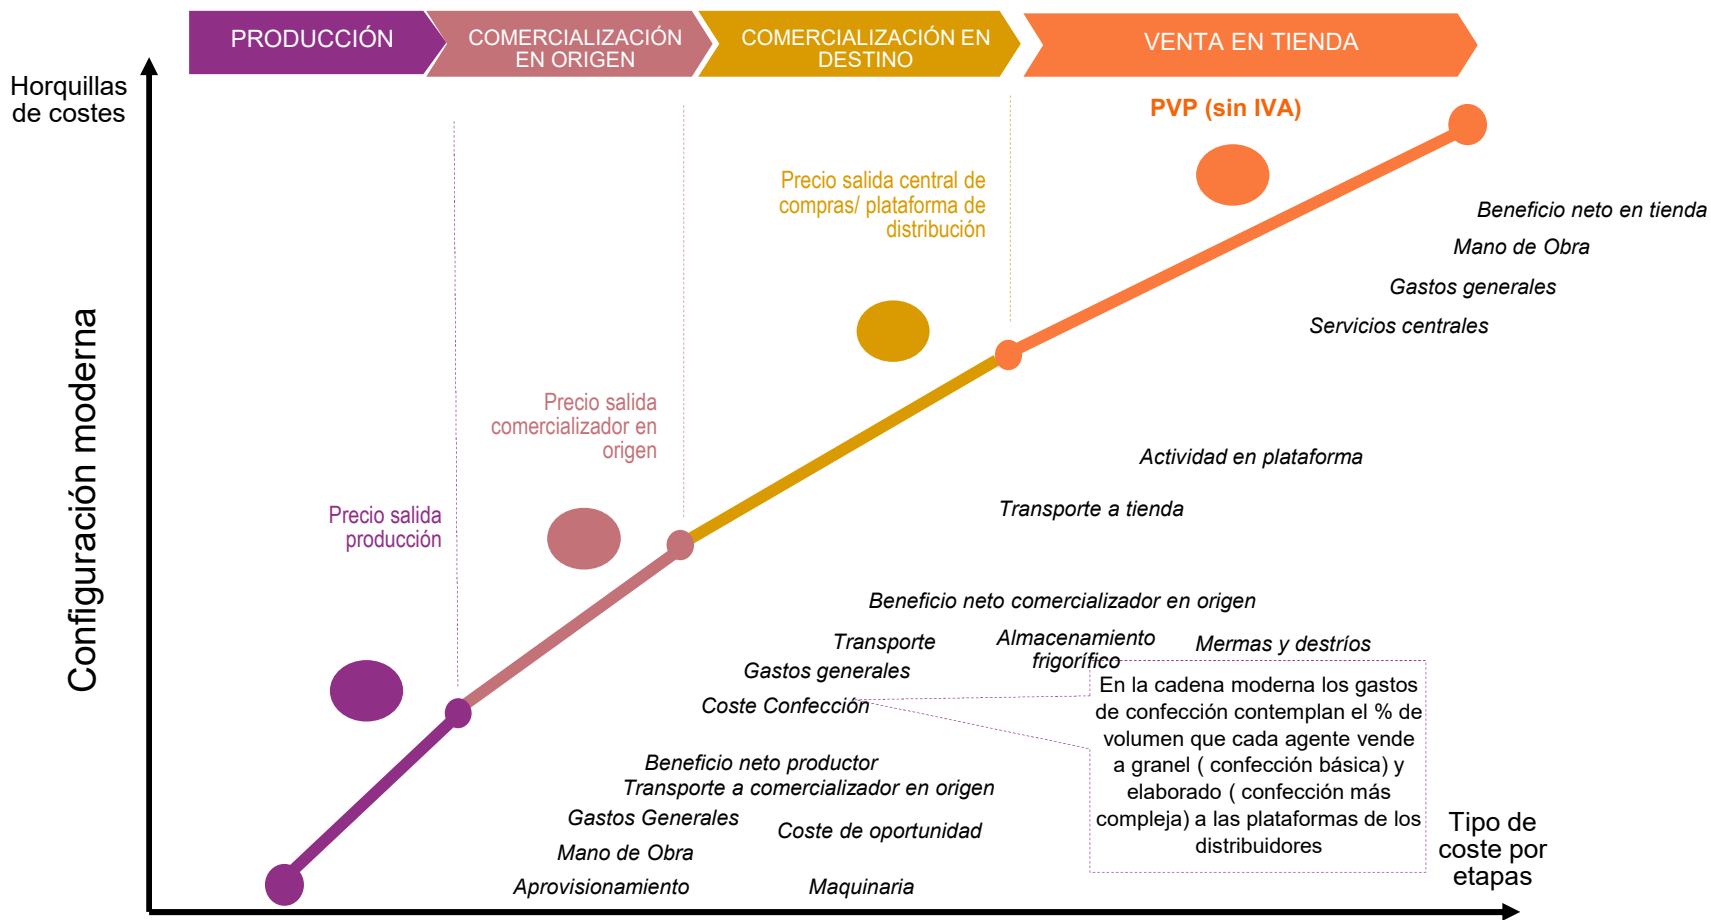 PRODUCCIÓN
COMERCIALIZACIÓN
EN ORIGEN
COMERCIALIZACIÓN EN
DESTINO
VENTA EN TIENDA
Horquillas
de costes
Configuración moderna
PVP (sin IVA)
Precio salida central de
compras/ plataforma de
distribución
Beneficio neto en tienda
Mano de Obra
Gastos generales
Servicios centrales
Precio salida
comercializador en
origen
Actividad en plataforma
Transporte a tienda
Precio salida
producción
Beneficio neto comercializador en origen
Transporte
Almacenamiento
frigorífico
Mermas y destríos
Gastos generales
Coste Confección
En la cadena moderna los gastos
de confección contemplan el % de
volumen que cada agente vende
a granel ( confección básica) y
elaborado ( confección más
compleja) a las plataformas de los
distribuidores
Beneficio neto productor
Transporte a comercializador en origen
Gastos Generales
Coste de oportunidad
Mano de Obra
Aprovisionamiento
Maquinaria
Tipo de
coste por
etapas